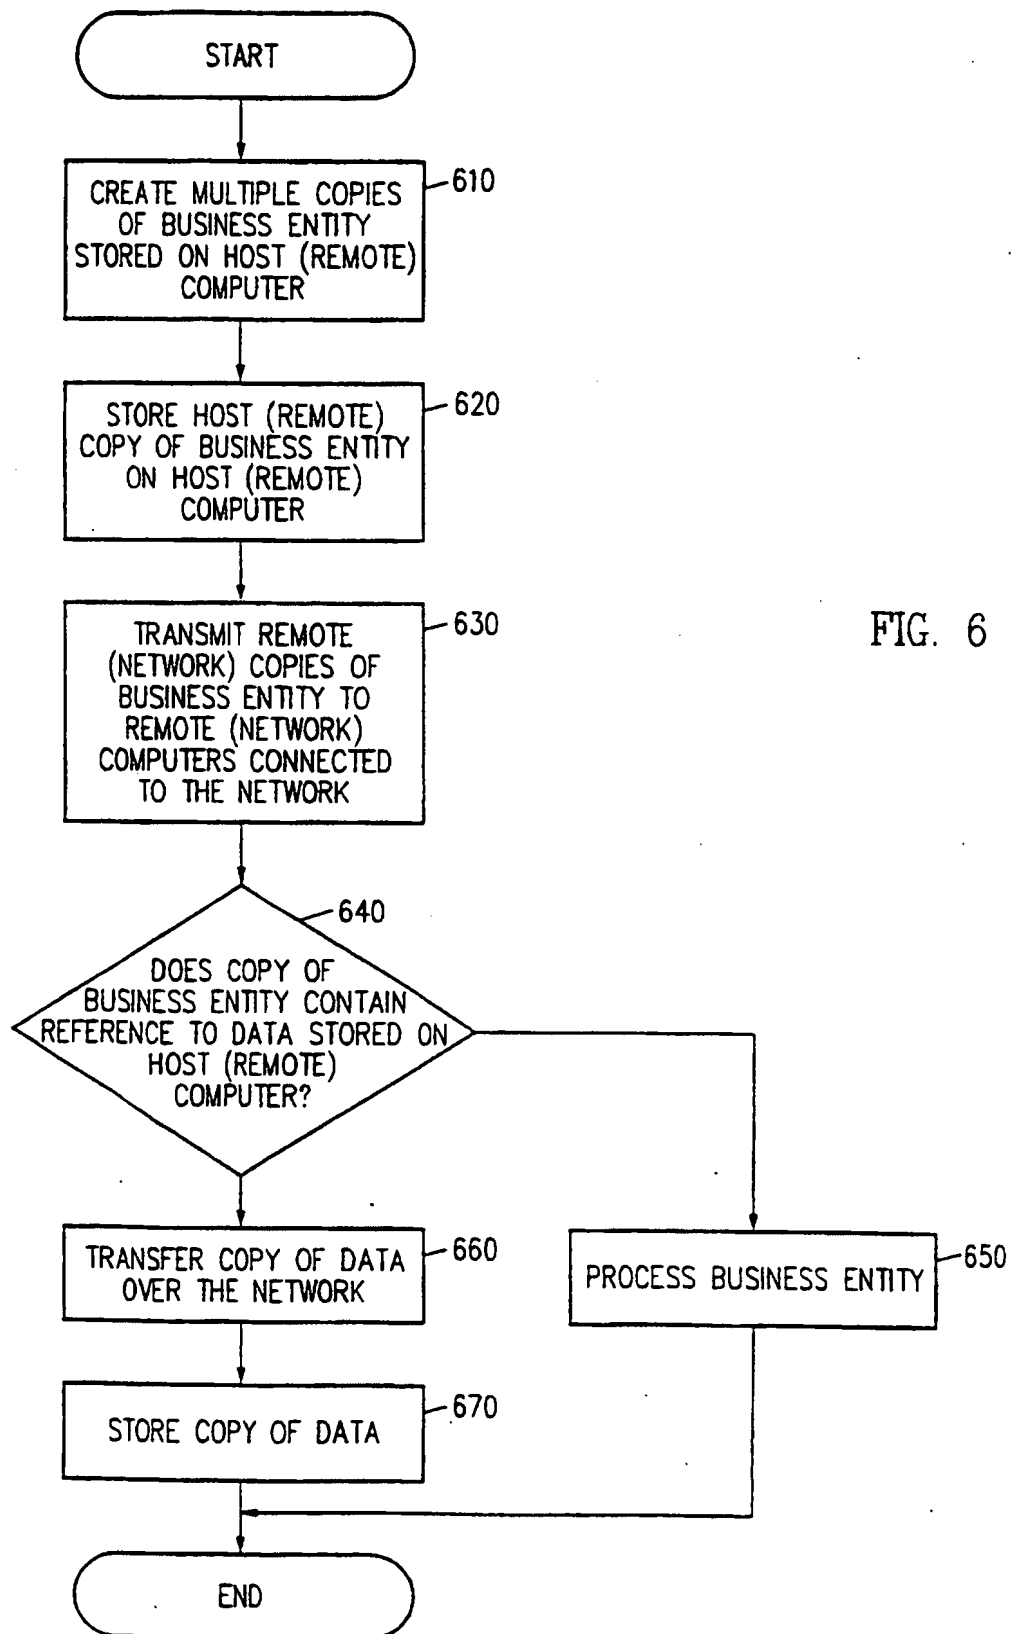 START
CREATE MULTIPLE COPIES
OF BUSINESS ENTITY
STORED ON HOST (REMOTE)
COMPUTER
610
STORE HOST (REMOTE)
COPY OF BUSINESS ENTITY
ON HOST (REMOTE)
COMPUTER
620
TRANSMIT REMOTE
(NETWORK) COPIES OF
BUSINESS ENTITY TO
REMOTE (NETWORK)
COMPUTERS CONNECTED
TO THE NETWORK
630
FIG. 6
640
DOES COPY OF
BUSINESS ENTITY CONTAIN
REFERENCE TO DATA STORED ON
HOST (REMOTE)
COMPUTER?
TRANSFER COPY OF DATA
OVER THE NETWORK
660
PROCESS BUSINESS ENTITY
650
STORE COPY OF DATA
670
END